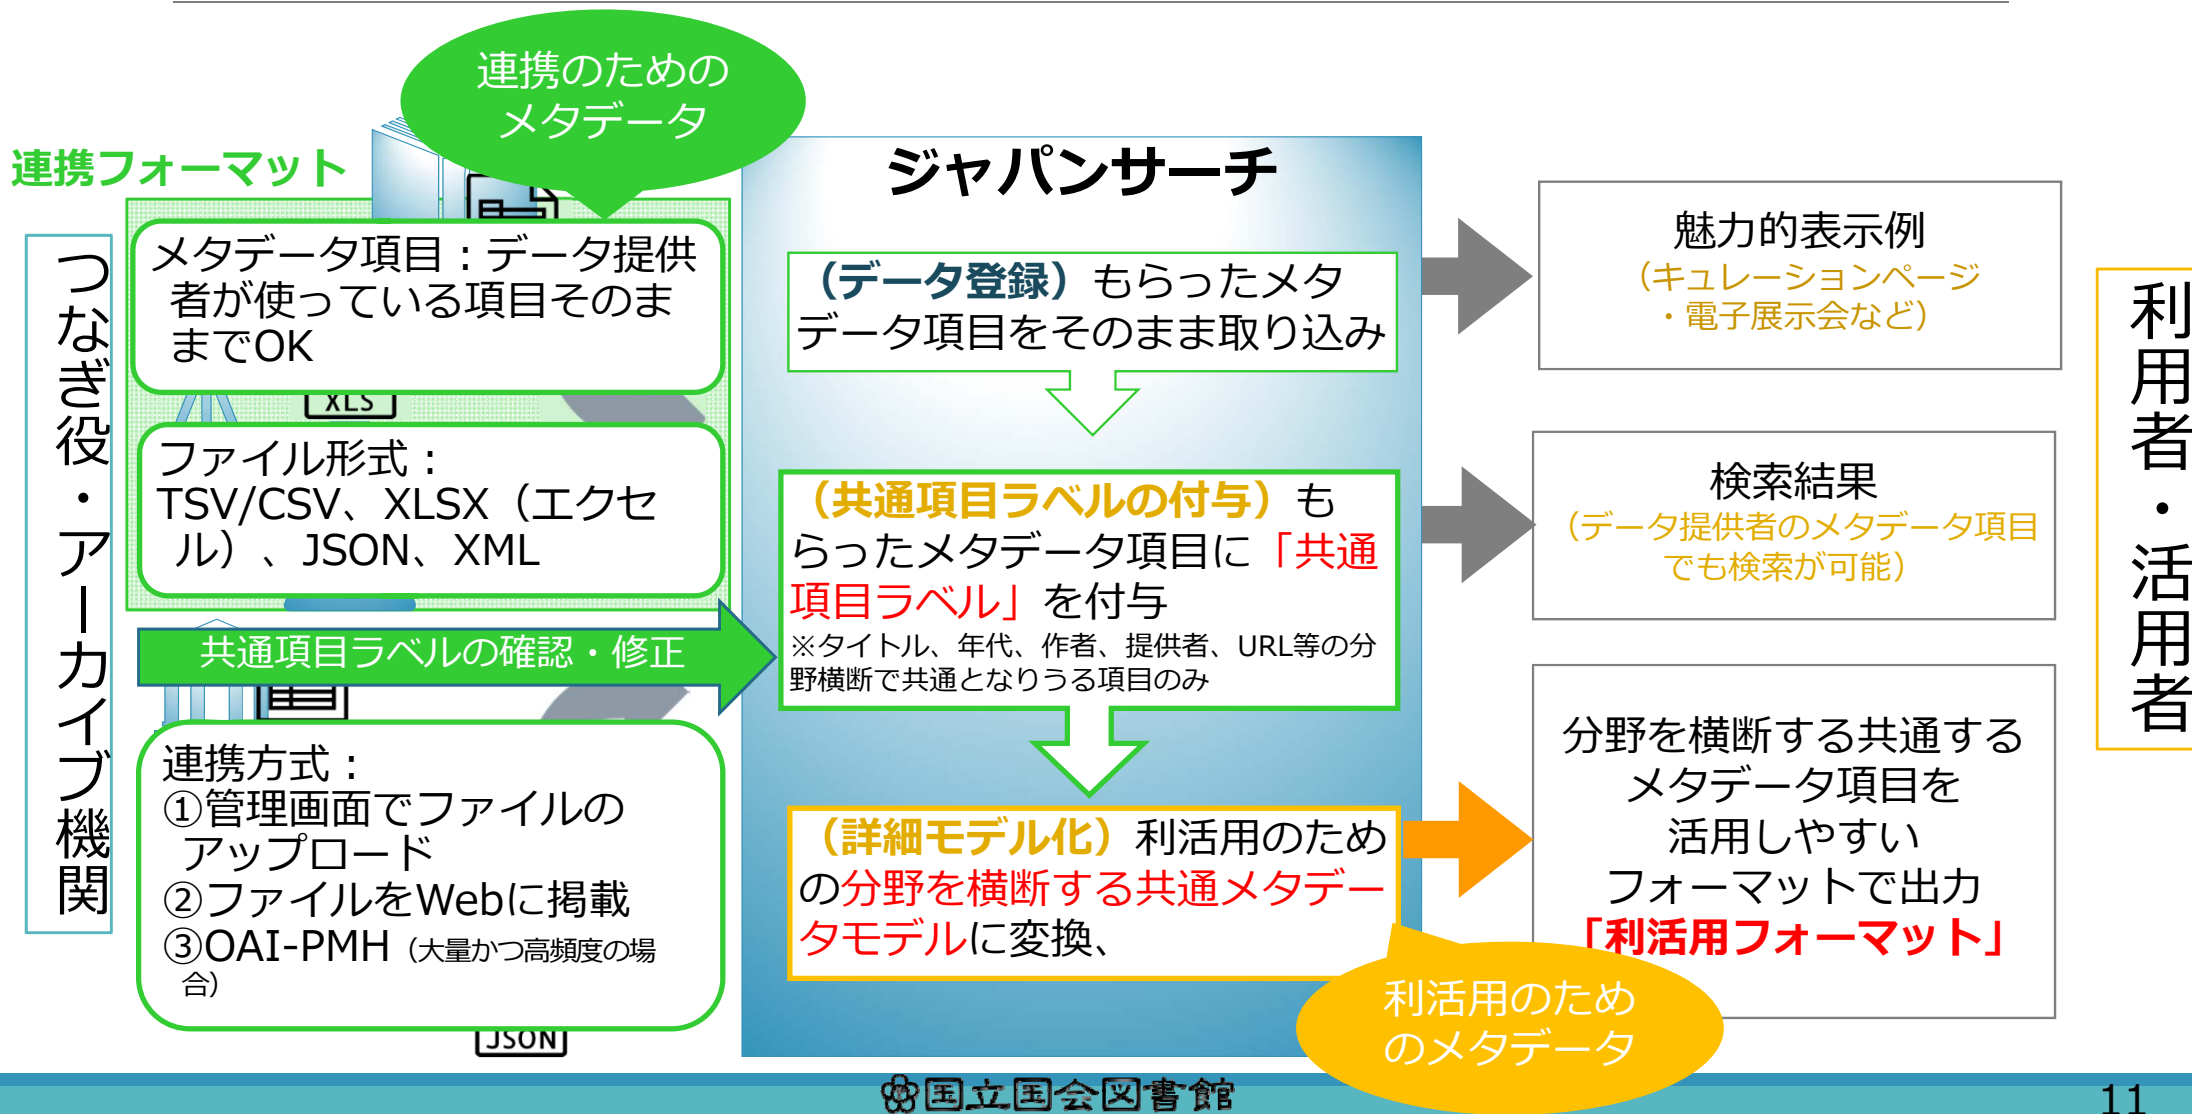 連携のための
メタデータ
連携フォーマット
つなぎ役・アーカイブ機関
メタデータ項目：データ提供
者が使っている項目そのま
までOK
XLS
ファイル形式：
TSV/CSV、XLSX（エクセ
ル）、JSON、XML
共通項目ラベルの確認・修正
連携方式：
①管理画面でファイルの
アップロード
②ファイルをWebに掲載
③OAI-PMH（大量かつ高頻度の場
合）
JSON
ジャパンサーチ
（データ登録）もらったメタ
データ項目をそのまま取り込み
（共通項目ラベルの付与）も
らったメタデータ項目に「共通
項目ラベル」を付与
※タイトル、年代、作者、提供者、URL等の分
野横断で共通となりうる項目のみ
（詳細モデル化）利活用のため
の分野を横断する共通メタデー
タモデルに変換、
魅力的表示例
（キュレーションページ
・電子展示会など）
検索結果
（データ提供者のメタデータ項目
でも検索が可能）
分野を横断する共通する
メタデータ項目を
活用しやすい
フォーマットで出力
「利活用フォーマット」
利活用のため
のメタデータ
利用者・活用者
国立国会図書館
11